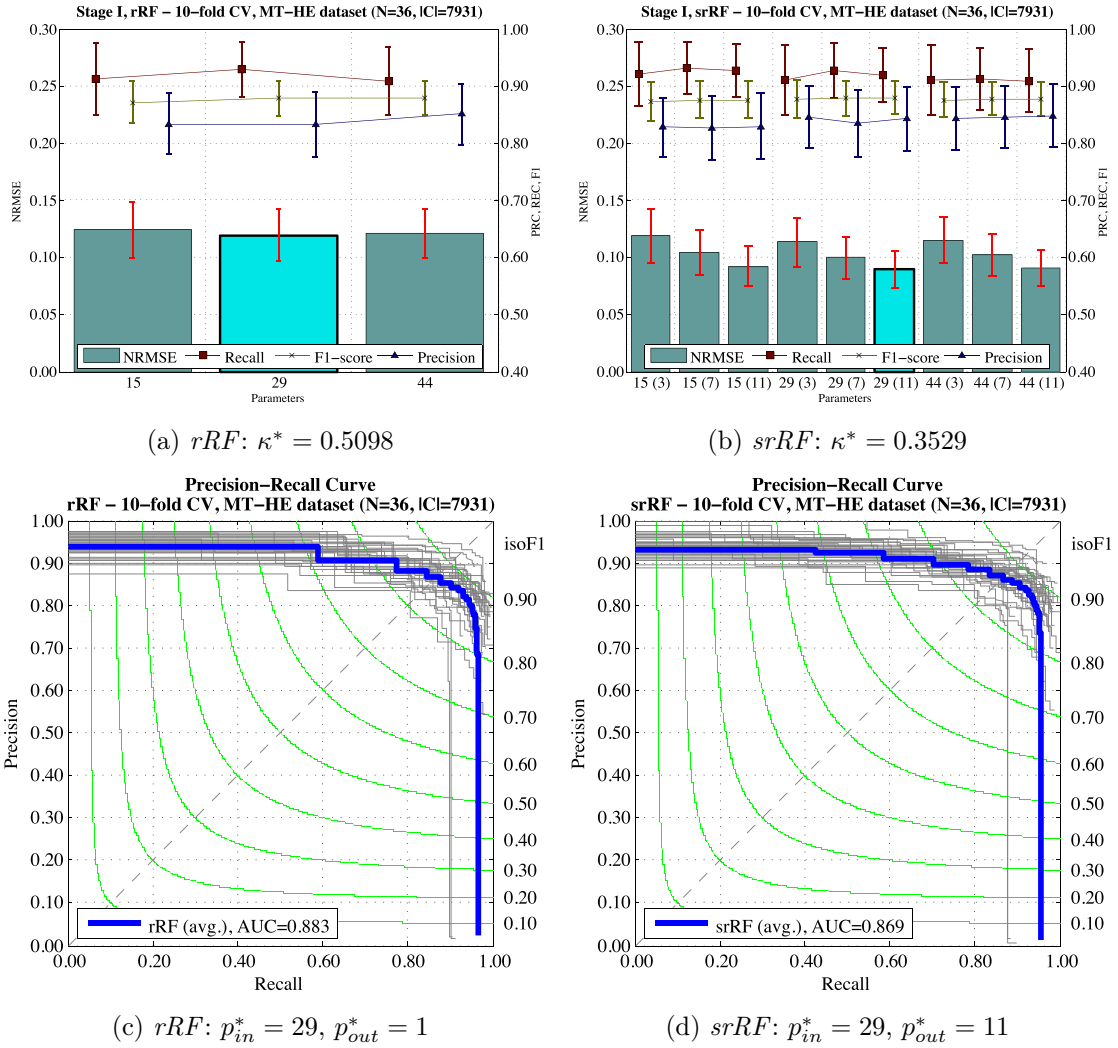 Stage I, rRF − 10−fold CV, MT−HE dataset (N=36, |C|=7931)
0.30
0.25
0.20
0.15
0.10
0.05
0.00
NRMSE
1.00
0.90
0.80
0.70
0.60
0.50
0.40
PRC, REC, F1
NRMSE Recall F1−score Precision
15 29 44
Parameters
(a) rRF: κ* = 0.5098
Stage I, srRF − 10−fold CV, MT−HE dataset (N=36, |C|=7931)
0.30
0.25
0.20
0.15
0.10
0.05
0.00
NRMSE
1.00
0.90
0.80
0.70
0.60
0.50
0.40
PRC, REC, F1
NRMSE Recall F1−score Precision
15 (3) 15 (7) 15 (11) 29 (3) 29 (7) 29 (11) 44 (3) 44 (7) 44 (11)
Parameters
(b) srRF: κ* = 0.3529
Precision−Recall Curve
rRF − 10−fold CV, MT−HE dataset (N=36, |C|=7931)
1.00
0.90
0.80
0.70
0.60
0.50
0.40
0.30
0.20
0.10
0.00
Precision
isoF1
0.90
0.80
0.70
0.60
0.50
0.40
0.30
0.20
0.10
rRF (avg.), AUC=0.883
0.00 0.20 0.40 0.60 0.80 1.00
Recall
(c) rRF: p*in = 29, p*out = 1
Precision−Recall Curve
srRF − 10−fold CV, MT−HE dataset (N=36, |C|=7931)
1.00
0.90
0.80
0.70
0.60
0.50
0.40
0.30
0.20
0.10
0.00
Precision
isoF1
0.90
0.80
0.70
0.60
0.50
0.40
0.30
0.20
0.10
srRF (avg.), AUC=0.869
0.00 0.20 0.40 0.60 0.80 1.00
Recall
(d) srRF: p*in = 29, p*out = 11